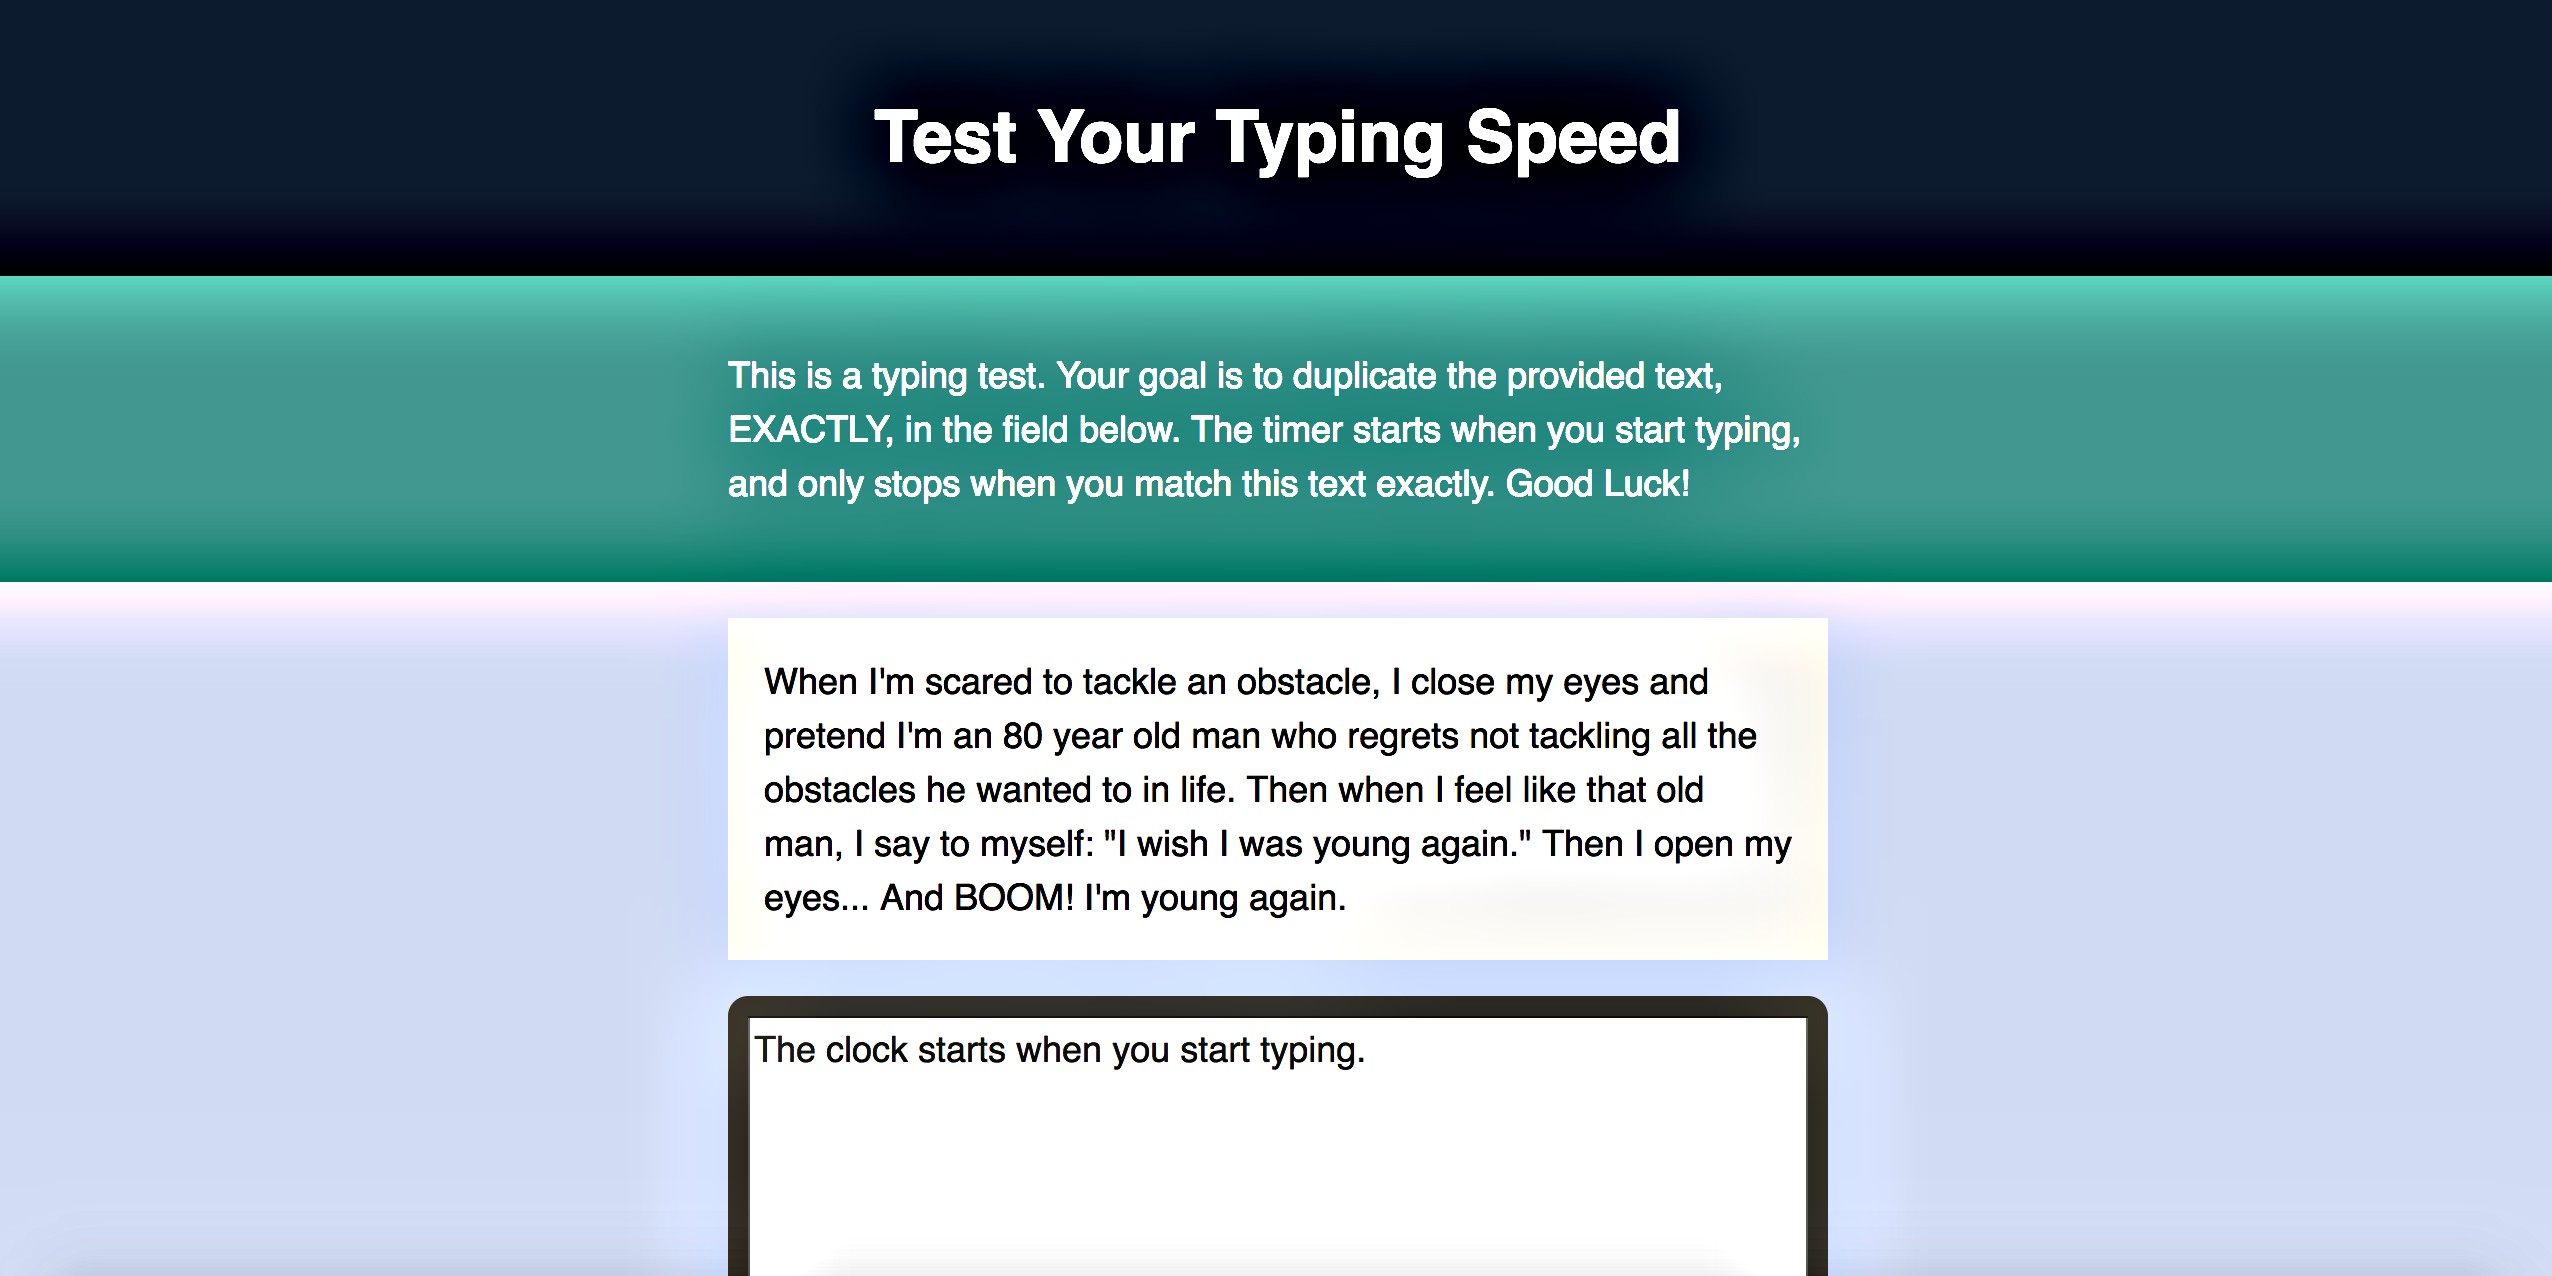 Test Your Typing Speed
This is a typing test. Your goal is to duplicate the provided text,
EXACTLY, in the field below. The timer starts when you start typing,
and only stops when you match this text exactly. Good Luck!
When I'm scared to tackle an obstacle, I close my eyes and
pretend I'm an 80 year old man who regrets not tackling all the
obstacles he wanted to in life. Then when I feel like that old
man, I say to myself: "I wish I was young again." Then I open my
eyes... And BOOM! I'm young again.
The clock starts when you start typing.